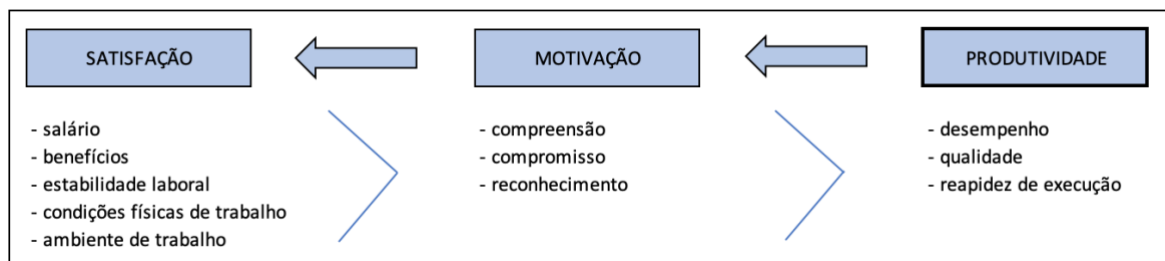 SATISFAÇÃO
MOTIVAÇÃO
PRODUTIVIDADE
- salário
- benefícios
- estabilidade laboral
- condições físicas de trabalho
- ambiente de trabalho
- compreensão
- compromisso
- reconhecimento
- desempenho
- qualidade
- reapidez de execução